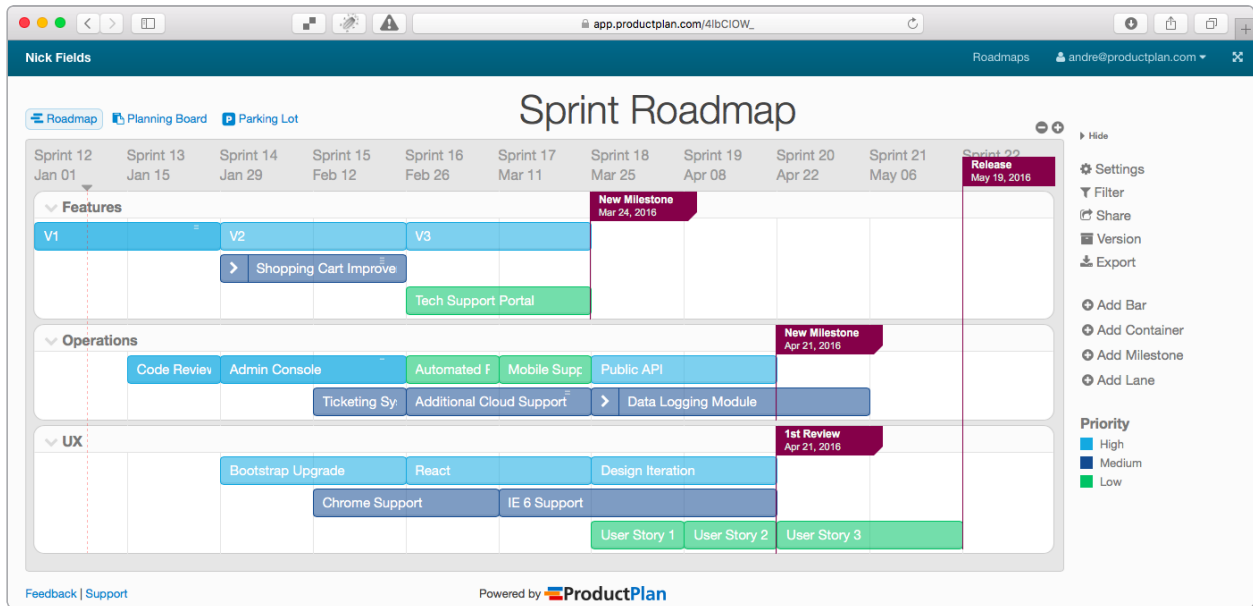 app.productplan.com/4IbClOW_
Nick Fields
Roadmaps
andre@productplan.com
Sprint Roadmap
Roadmap
Planning Board
Parking Lot
Hide
Sprint 12
Jan 01
Sprint 13
Jan 15
Sprint 14
Jan 29
Sprint 15
Feb 12
Sprint 16
Feb 26
Sprint 17
Mar 11
Sprint 18
Mar 25
Sprint 19
Apr 08
Sprint 20
Apr 22
Sprint 21
May 06
Sprint 22
Release
May 19, 2016
Features
New Milestone
Mar 24, 2016
V1
V2
V3
Shopping Cart Improve
Tech Support Portal
Operations
New Milestone
Apr 21, 2016
Code Review
Admin Console
Automated
Mobile Supp
Public API
Ticketing Sy
Additional Cloud Support
Data Logging Module
UX
1st Review
Apr 21, 2016
Bootstrap Upgrade
React
Design Iteration
Chrome Support
IE 6 Support
User Story 1
User Story 2
User Story 3
Settings
Filter
Share
Version
Export
Add Bar
Add Container
Add Milestone
Add Lane
Priority
High
Medium
Low
Feedback | Support
Powered by ProductPlan